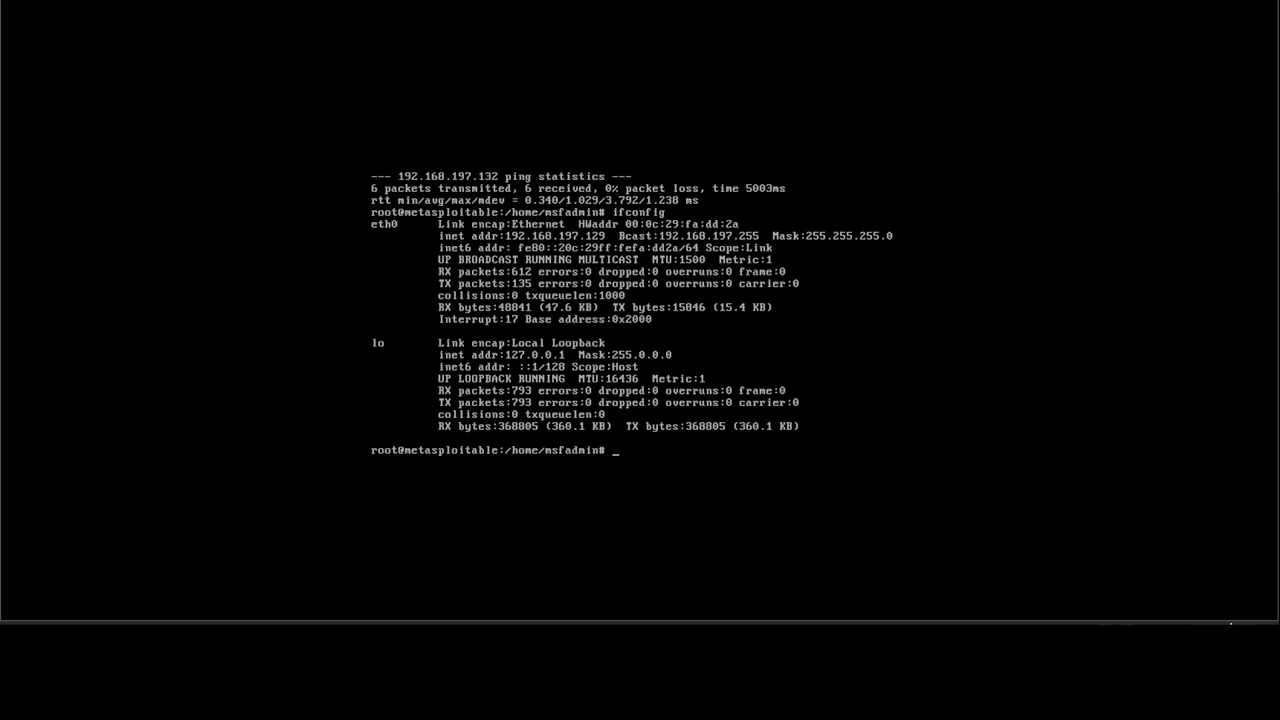 --- 192.168.197.132 ping statistics ---
6 packets transmitted, 6 received, 0% packet loss, time 5003ms
rtt min/avg/max/mdev = 0.340/1.029/3.792/1.238 ms
root@metasploitable:/home/msfadmin# ifconfig
eth0      Link encap:Ethernet  HWaddr 00:0c:29:fa:dd:2a
          inet addr:192.168.197.129  Bcast:192.168.197.255  Mask:255.255.255.0
          inet6 addr: fe80::20c:29ff:fefa:dd2a/64 Scope:Link
          UP BROADCAST RUNNING MULTICAST  MTU:1500  Metric:1
          RX packets:612 errors:0 dropped:0 overruns:0 frame:0
          TX packets:135 errors:0 dropped:0 overruns:0 carrier:0
          collisions:0 txqueuelen:1000
          RX bytes:48841 (47.6 KB)  TX bytes:15846 (15.4 KB)
          Interrupt:17 Base address:0x2000
lo        Link encap:Local Loopback
          inet addr:127.0.0.1  Mask:255.0.0.0
          inet6 addr: ::1/128 Scope:Host
          UP LOOPBACK RUNNING  MTU:16436  Metric:1
          RX packets:793 errors:0 dropped:0 overruns:0 frame:0
          TX packets:793 errors:0 dropped:0 overruns:0 carrier:0
          collisions:0 txqueuelen:0
          RX bytes:368805 (360.1 KB)  TX bytes:368805 (360.1 KB)
root@metasploitable:/home/msfadmin# _